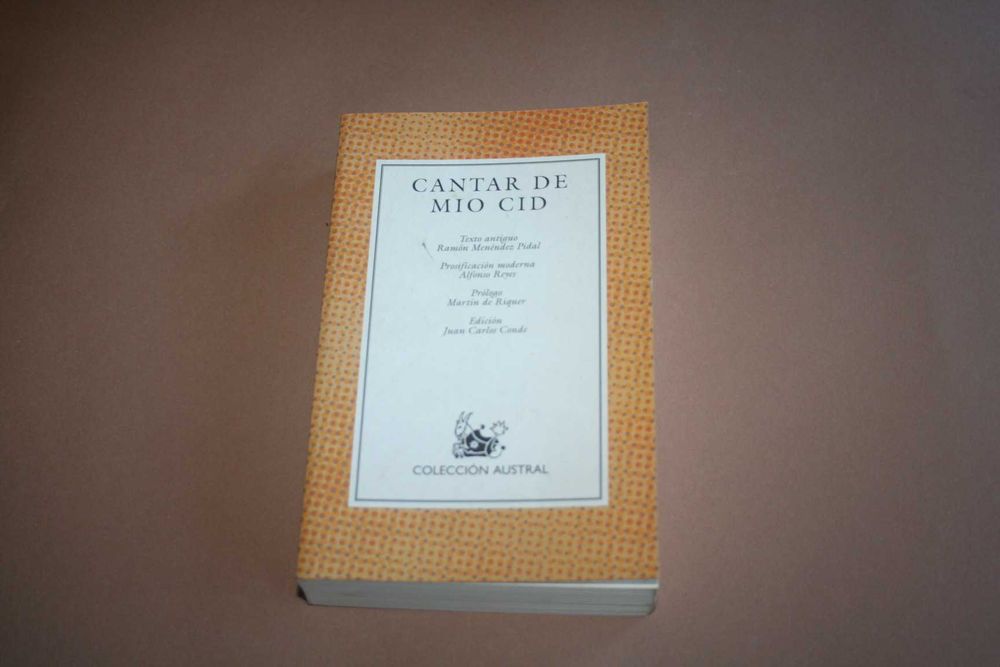 CANTAR DE
MIO CID
Texto antiguo
Ramón Menéndez Pidal
Prosificación moderna
Alfonso Reyes
Prólogo
Martín de Riquer
Edición
Juan Carlos Conde
COLECCIÓN AUSTRAL